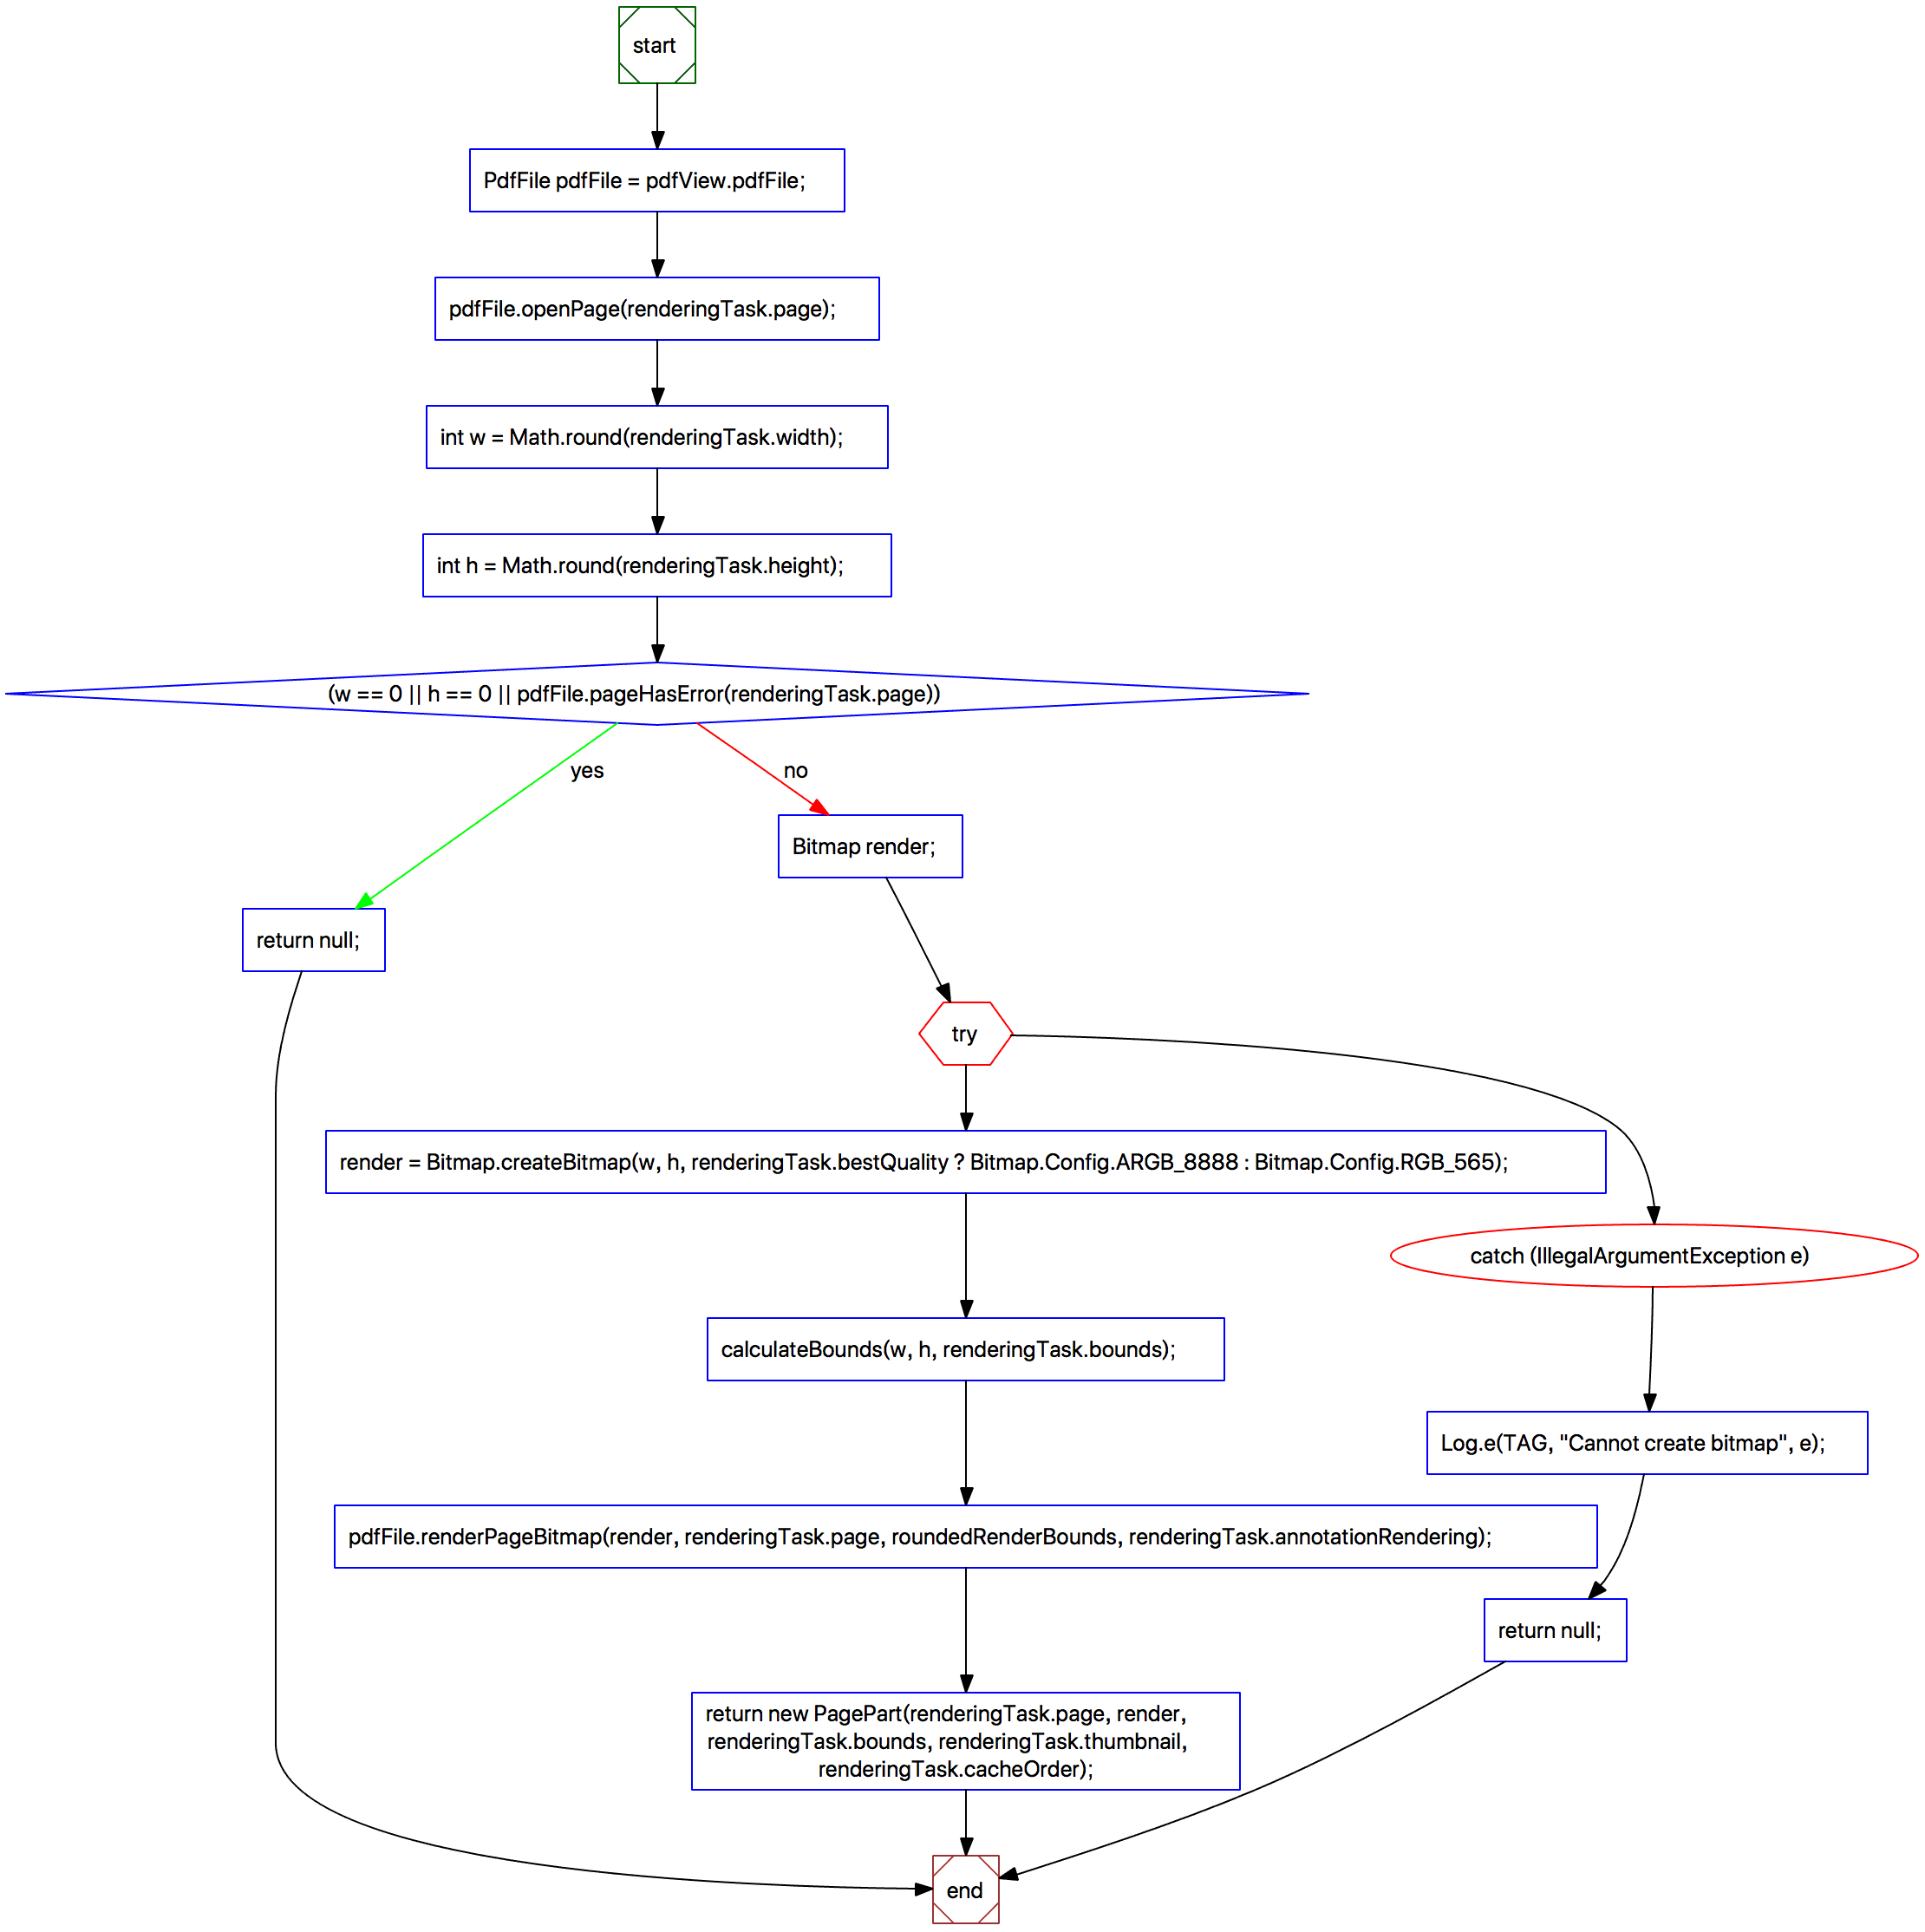 start
PdfFile pdfFile = pdfView.pdfFile;
pdfFile.openPage(renderingTask.page);
int w = Math.round(renderingTask.width);
int h = Math.round(renderingTask.height);
(w == 0 || h == 0 || pdfFile.pageHasError(renderingTask.page))
yes
no
Bitmap render;
return null;
try
render = Bitmap.createBitmap(w, h, renderingTask.bestQuality ? Bitmap.Config.ARGB_8888 : Bitmap.Config.RGB_565);
catch (IllegalArgumentException e)
calculateBounds(w, h, renderingTask.bounds);
Log.e(TAG, "Cannot create bitmap", e);
pdfFile.renderPageBitmap(render, renderingTask.page, roundedRenderBounds, renderingTask.annotationRendering);
return null;
return new PagePart(renderingTask.page, render,
renderingTask.bounds, renderingTask.thumbnail,
renderingTask.cacheOrder);
end